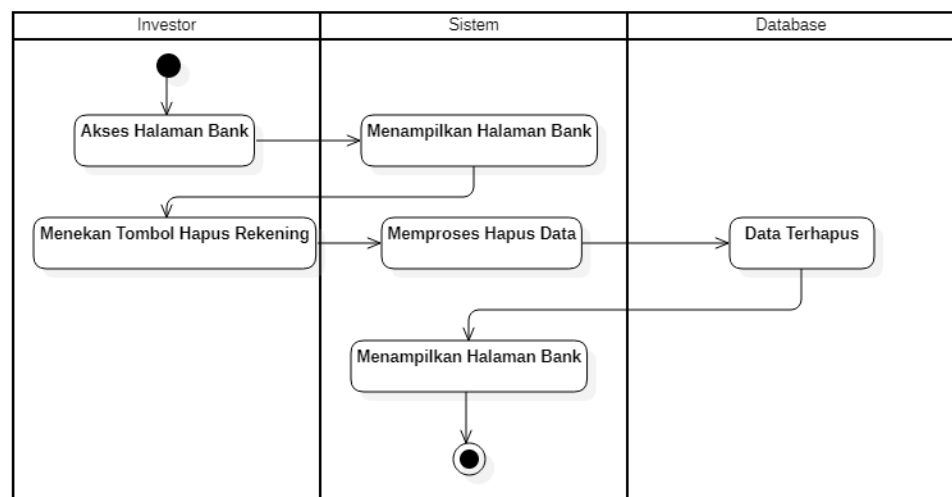 Investor
Sistem
Database
Akses Halaman Bank
Menampilkan Halaman Bank
Menekan Tombol Hapus Rekening
Memproses Hapus Data
Data Terhapus
Menampilkan Halaman Bank